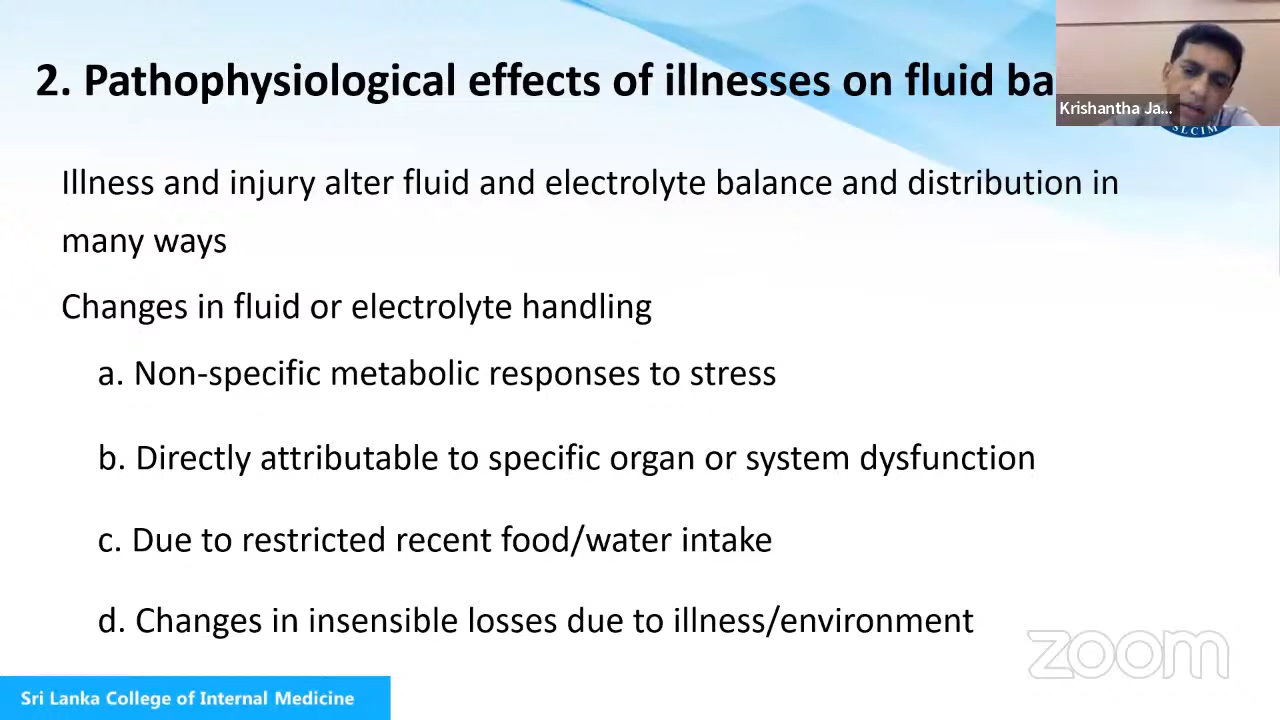 2. Pathophysiological effects of illnesses on fluid ba
Krishantha Ja...
SLCIM
Illness and injury alter fluid and electrolyte balance and distribution in
many ways
Changes in fluid or electrolyte handling
a. Non-specific metabolic responses to stress
b. Directly attributable to specific organ or system dysfunction
c. Due to restricted recent food/water intake
d. Changes in insensible losses due to illness/environment
zoom
Sri Lanka College of Internal Medicine